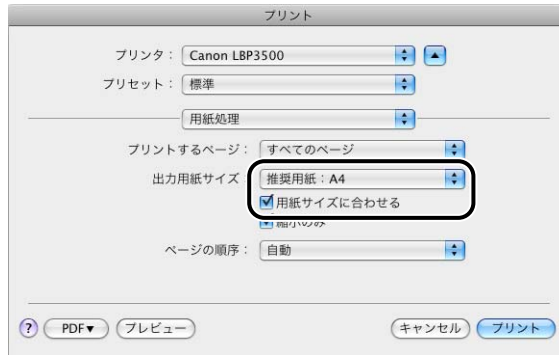 プリント
プリンタ： Canon LBP3500
プリセット： 標準
用紙処理
プリントするページ： すべてのページ
出力用紙サイズ 推奨用紙：A4
用紙サイズに合わせる
縮小のみ
ページの順序： 自動
? PDF▼ プレビュー キャンセル プリント